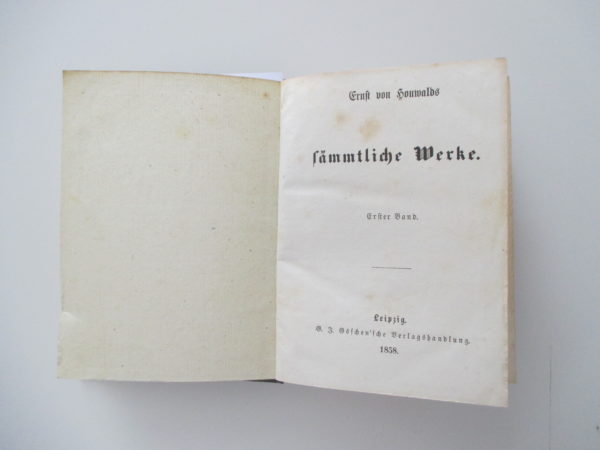 Ernst von Houwalds
sämmtliche Werke.
Erster Band.
Leipzig.
G. J. Göschen'sche Verlagshandlung.
1858.